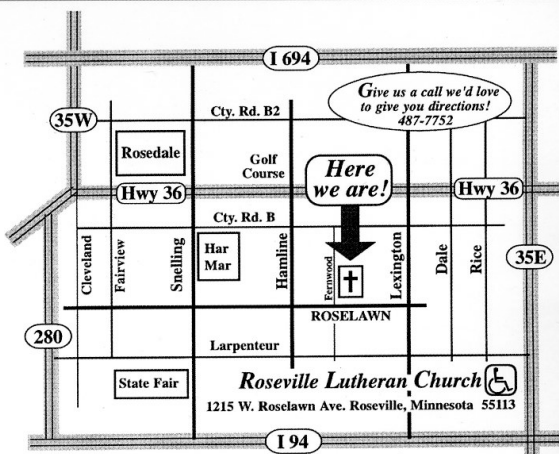 I 694
Give us a call we'd love
to give you directions!
487-7752
35W
Cty. Rd. B2
Rosedale
Golf
Course
Here
we are!
Hwy 36
Hwy 36
Cty. Rd. B
Cleveland
Fairview
Snelling
Har
Mar
Hamline
Fernwood
Lexington
Dale
Rice
35E
ROSELAWN
280
Larpenteur
State Fair
Roseville Lutheran Church
1215 W. Roselawn Ave. Roseville, Minnesota 55113
I 94